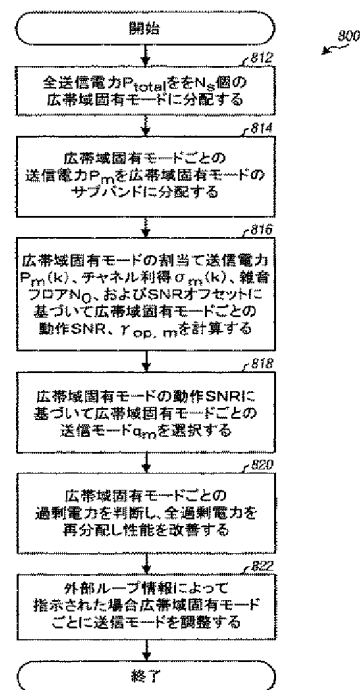 開始
800
812
全送信電力PtotalををNS個の
広帯域固有モードに分配する
814
広帯域固有モードごとの
送信電力Pmを広帯域固有モードの
サブバンドに分配する
816
広帯域固有モードの割当て送信電力
Pm(k)、チャネル利得σm(k)、雑音
フロアN0、およびSNRオフセットに
基づいて広帯域固有モードごとの
動作SNR、γop, mを計算する
818
広帯域固有モードの動作SNRに
基づいて広帯域固有モードごとの
送信モードqmを選択する
820
広帯域固有モードごとの
過剰電力を判断し、全過剰電力を
再分配し性能を改善する
822
外部ループ情報によって
指示された場合広帯域固有モード
ごとに送信モードを調整する
終了